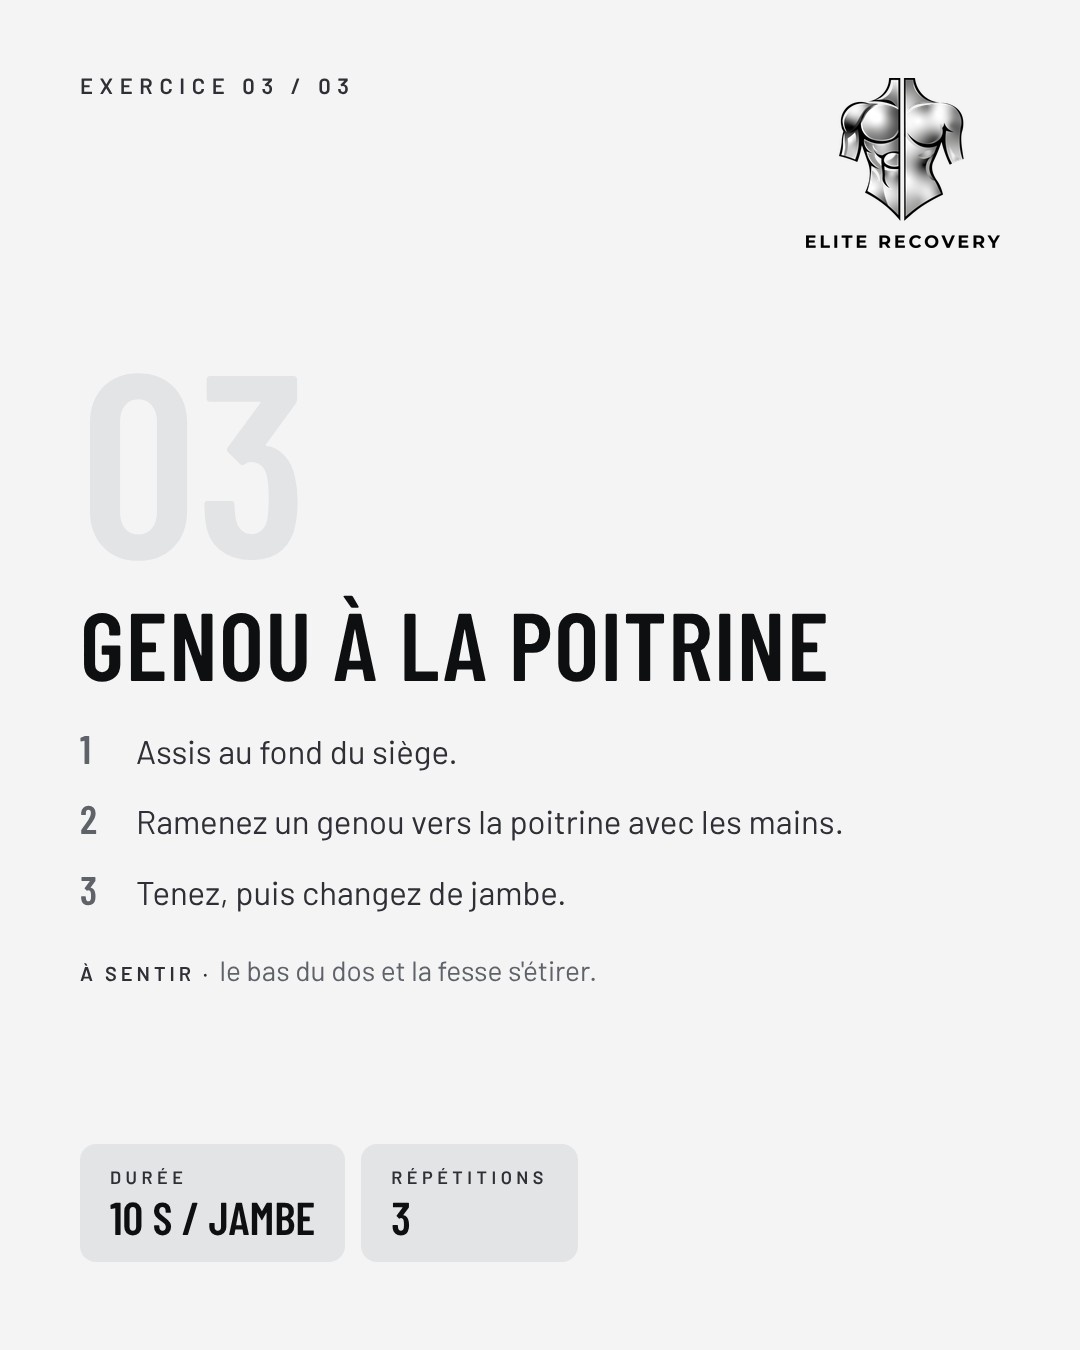 EXERCICE 03 / 03
ELITE RECOVERY
03
GENOU À LA POITRINE
1 Assis au fond du siège.
2 Ramenez un genou vers la poitrine avec les mains.
3 Tenez, puis changez de jambe.
À SENTIR · le bas du dos et la fesse s'étirer.
DURÉE
10 S / JAMBE
RÉPÉTITIONS
3